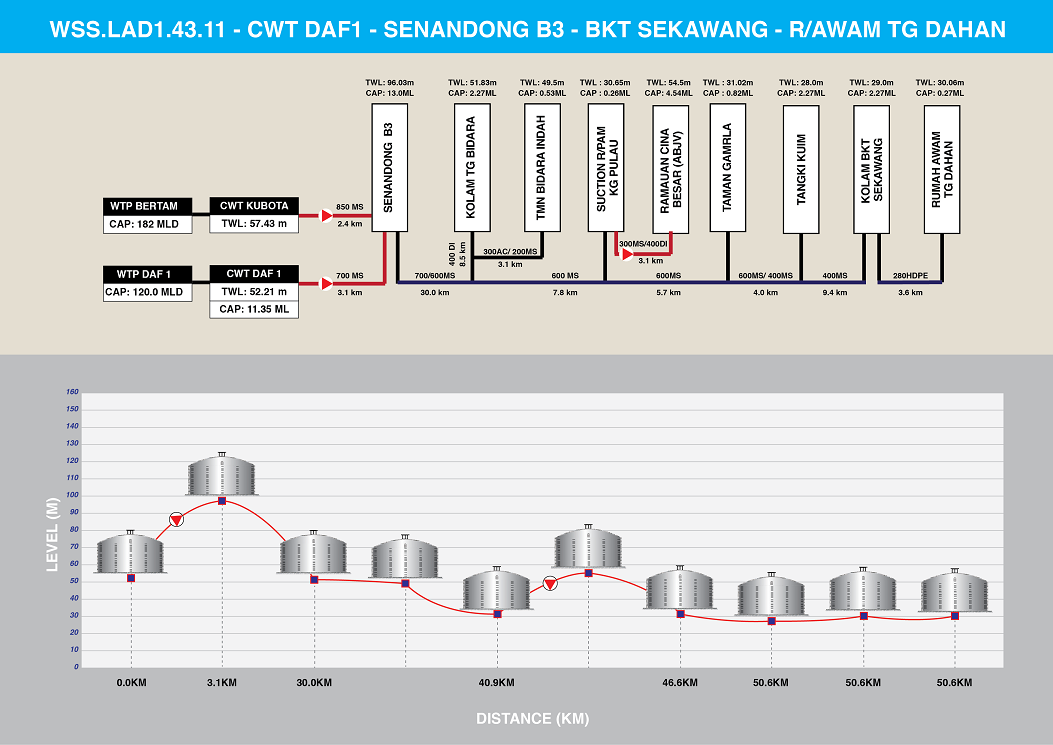 WSS.LAD1.43.11 - CWT DAF1 - SENANDONG B3 - BKT SEKAWANG - R/AWAM TG DAHAN
TWL: 96.03m
CAP: 13.0ML
TWL: 51.83m
CAP: 2.27ML
TWL: 49.5m
CAP: 0.53ML
TWL : 30.65m
CAP : 0.26ML
TWL: 54.5m
CAP: 4.54ML
TWL : 31.02m
CAP : 0.82ML
TWL: 28.0m
CAP: 2.27ML
TWL: 29.0m
CAP: 2.27ML
TWL: 30.06m
CAP: 0.27ML
SENANDONG B3
KOLAM TG BIDARA
TMN BIDARA INDAH
SUCTION R/PAM
KG PULAU
RAMAUAN CINA
BESAR (ABJV)
TAMAN GAMRLA
TANGKI KUIM
KOLAM BKT
SEKAWANG
RUMAH AWAM
TG DAHAN
WTP BERTAM
CAP: 182 MLD
CWT KUBOTA
TWL: 57.43 m
850 MS
2.4 km
WTP DAF 1
CAP: 120.0 MLD
CWT DAF 1
TWL: 52.21 m
CAP: 11.35 ML
700 MS
3.1 km
400 DI
8.5 km
300AC/ 200MS
3.1 km
300MS/400DI
3.1 km
700/600MS
30.0 km
600 MS
7.8 km
600MS
5.7 km
600MS/ 400MS
4.0 km
400MS
9.4 km
280HDPE
3.6 km
LEVEL (M)
160
150
140
130
120
110
100
90
80
70
60
50
40
30
20
10
0
0.0KM
3.1KM
30.0KM
40.9KM
46.6KM
50.6KM
50.6KM
50.6KM
DISTANCE (KM)